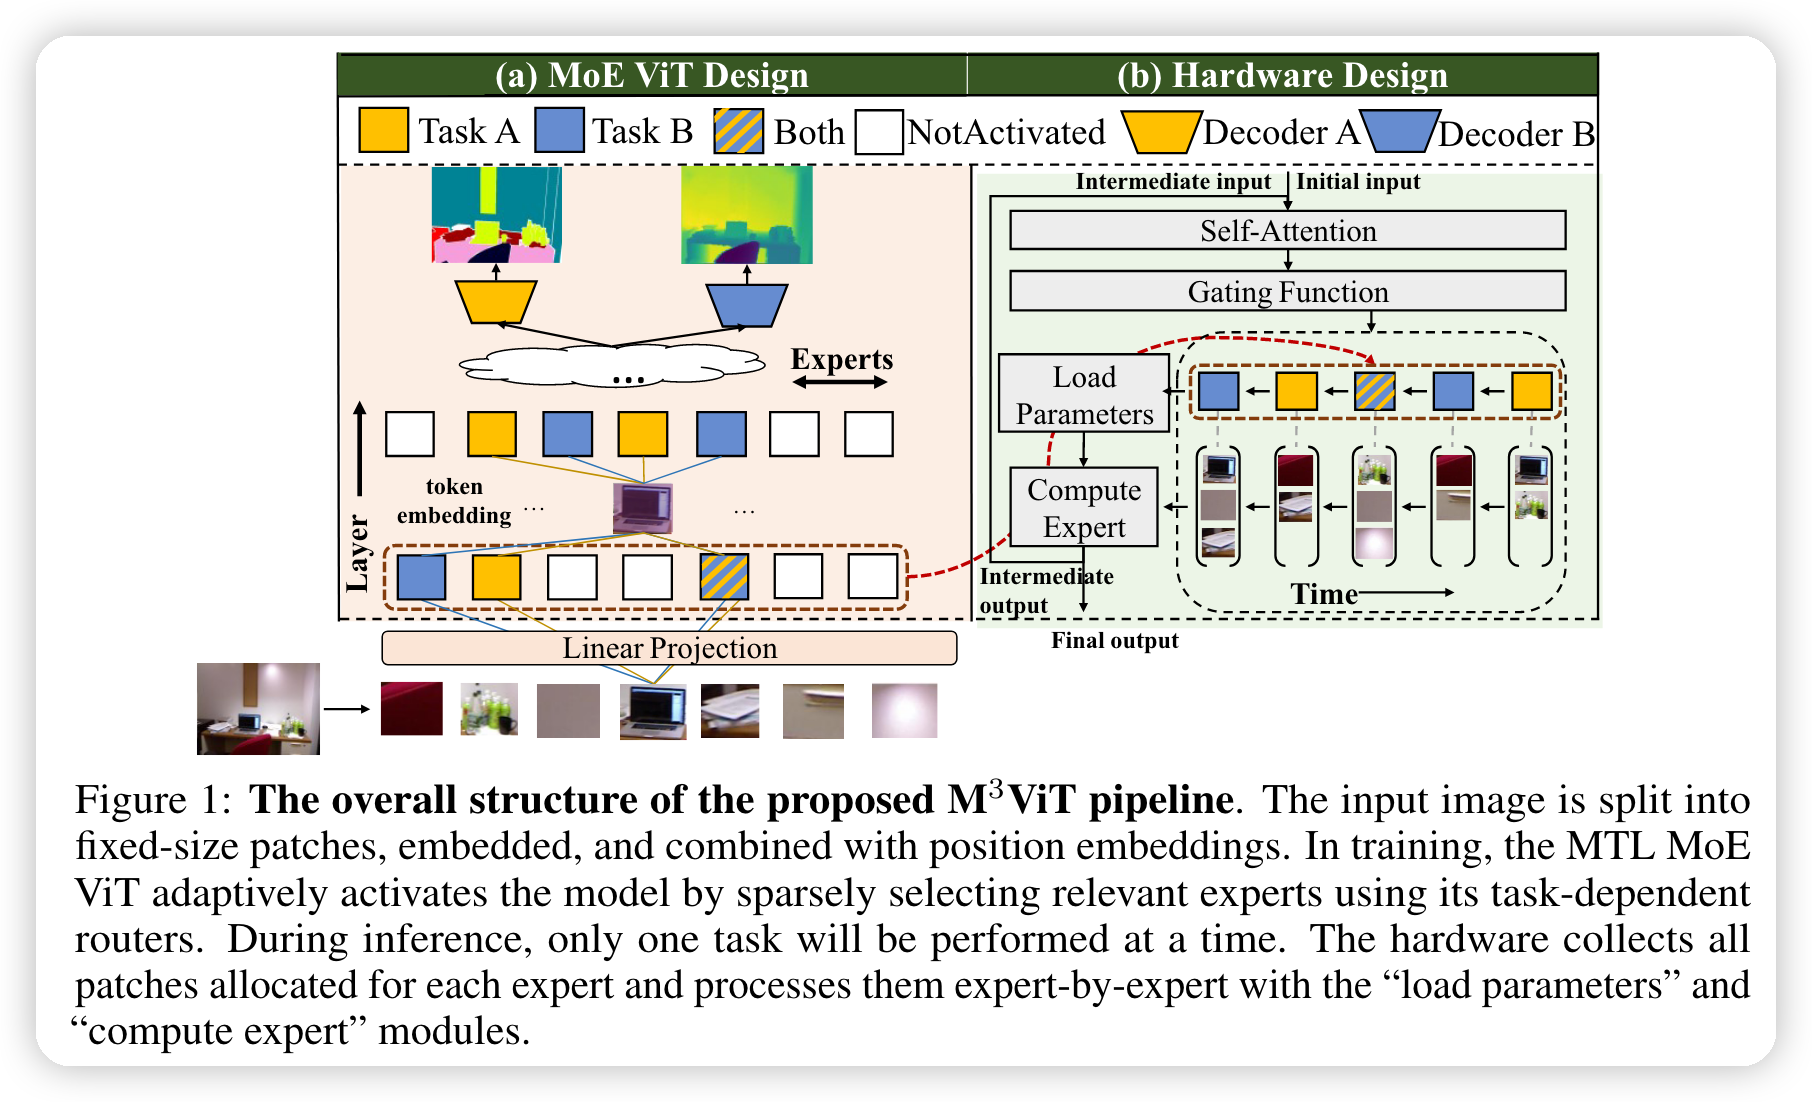 (a) MoE ViT Design
(b) Hardware Design
Task A
Task B
Both
NotActivated
Decoder A
Decoder B
Experts
Layer
token
embedding
...
...
...
Linear Projection
Intermediate input
Initial input
Self-Attention
Gating Function
Load
Parameters
Compute
Expert
Time
Intermediate
output
Final output
Figure 1: The overall structure of the proposed M³ViT pipeline. The input image is split into
fixed-size patches, embedded, and combined with position embeddings. In training, the MTL MoE
ViT adaptively activates the model by sparsely selecting relevant experts using its task-dependent
routers. During inference, only one task will be performed at a time. The hardware collects all
patches allocated for each expert and processes them expert-by-expert with the “load parameters” and
“compute expert” modules.